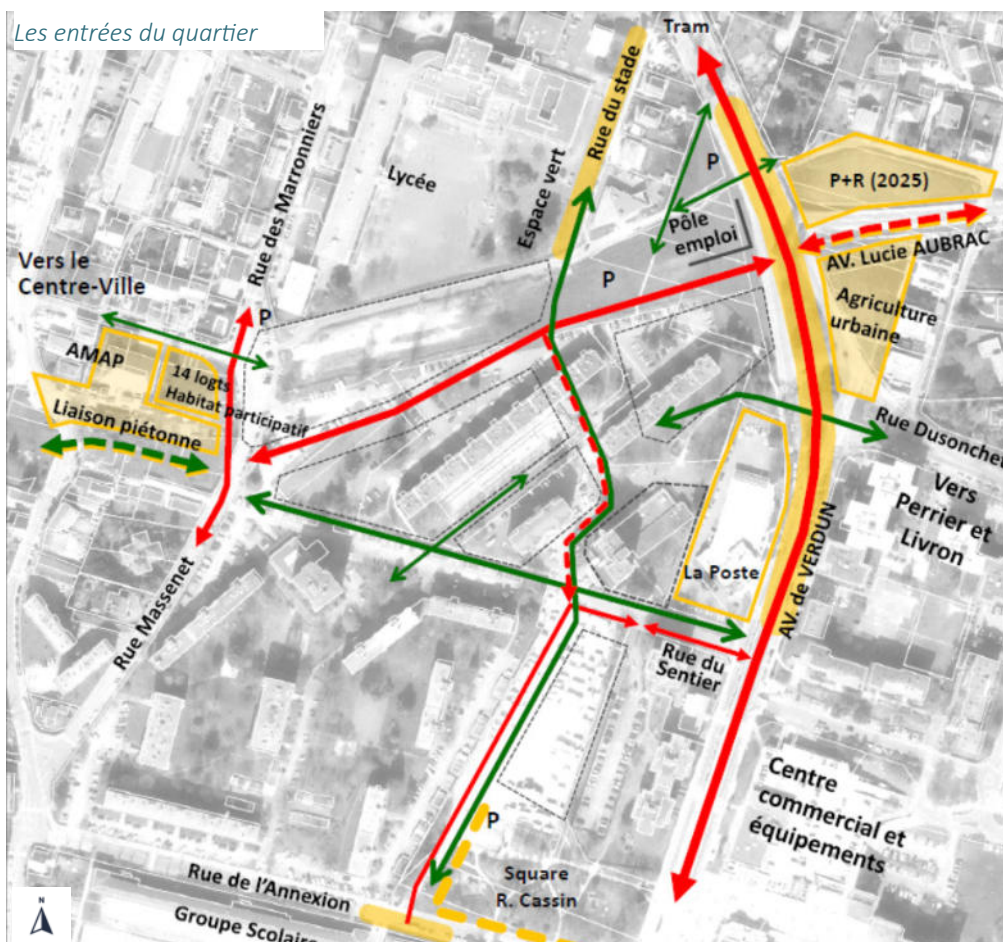 Les entrées du quartier
Tram
Rue du stade
Rue des Marronniers
Lycée
Espace vert
P
P+R (2025)
Pôle
emploi
AV. Lucie AUBRAC
Vers le
Centre-Ville
P
P
Agriculture
urbaine
AMAP
14 logts
Habitat participatif
Liaison piétonne
Rue Dusonchet
Vers
Perrier et
Livron
La Poste
AV. de VERDUN
Rue Massenet
Rue du
Sentier
Centre
commercial et
équipements
P
Square
R. Cassin
Rue de l'Annexion
Groupe Scolaire
N